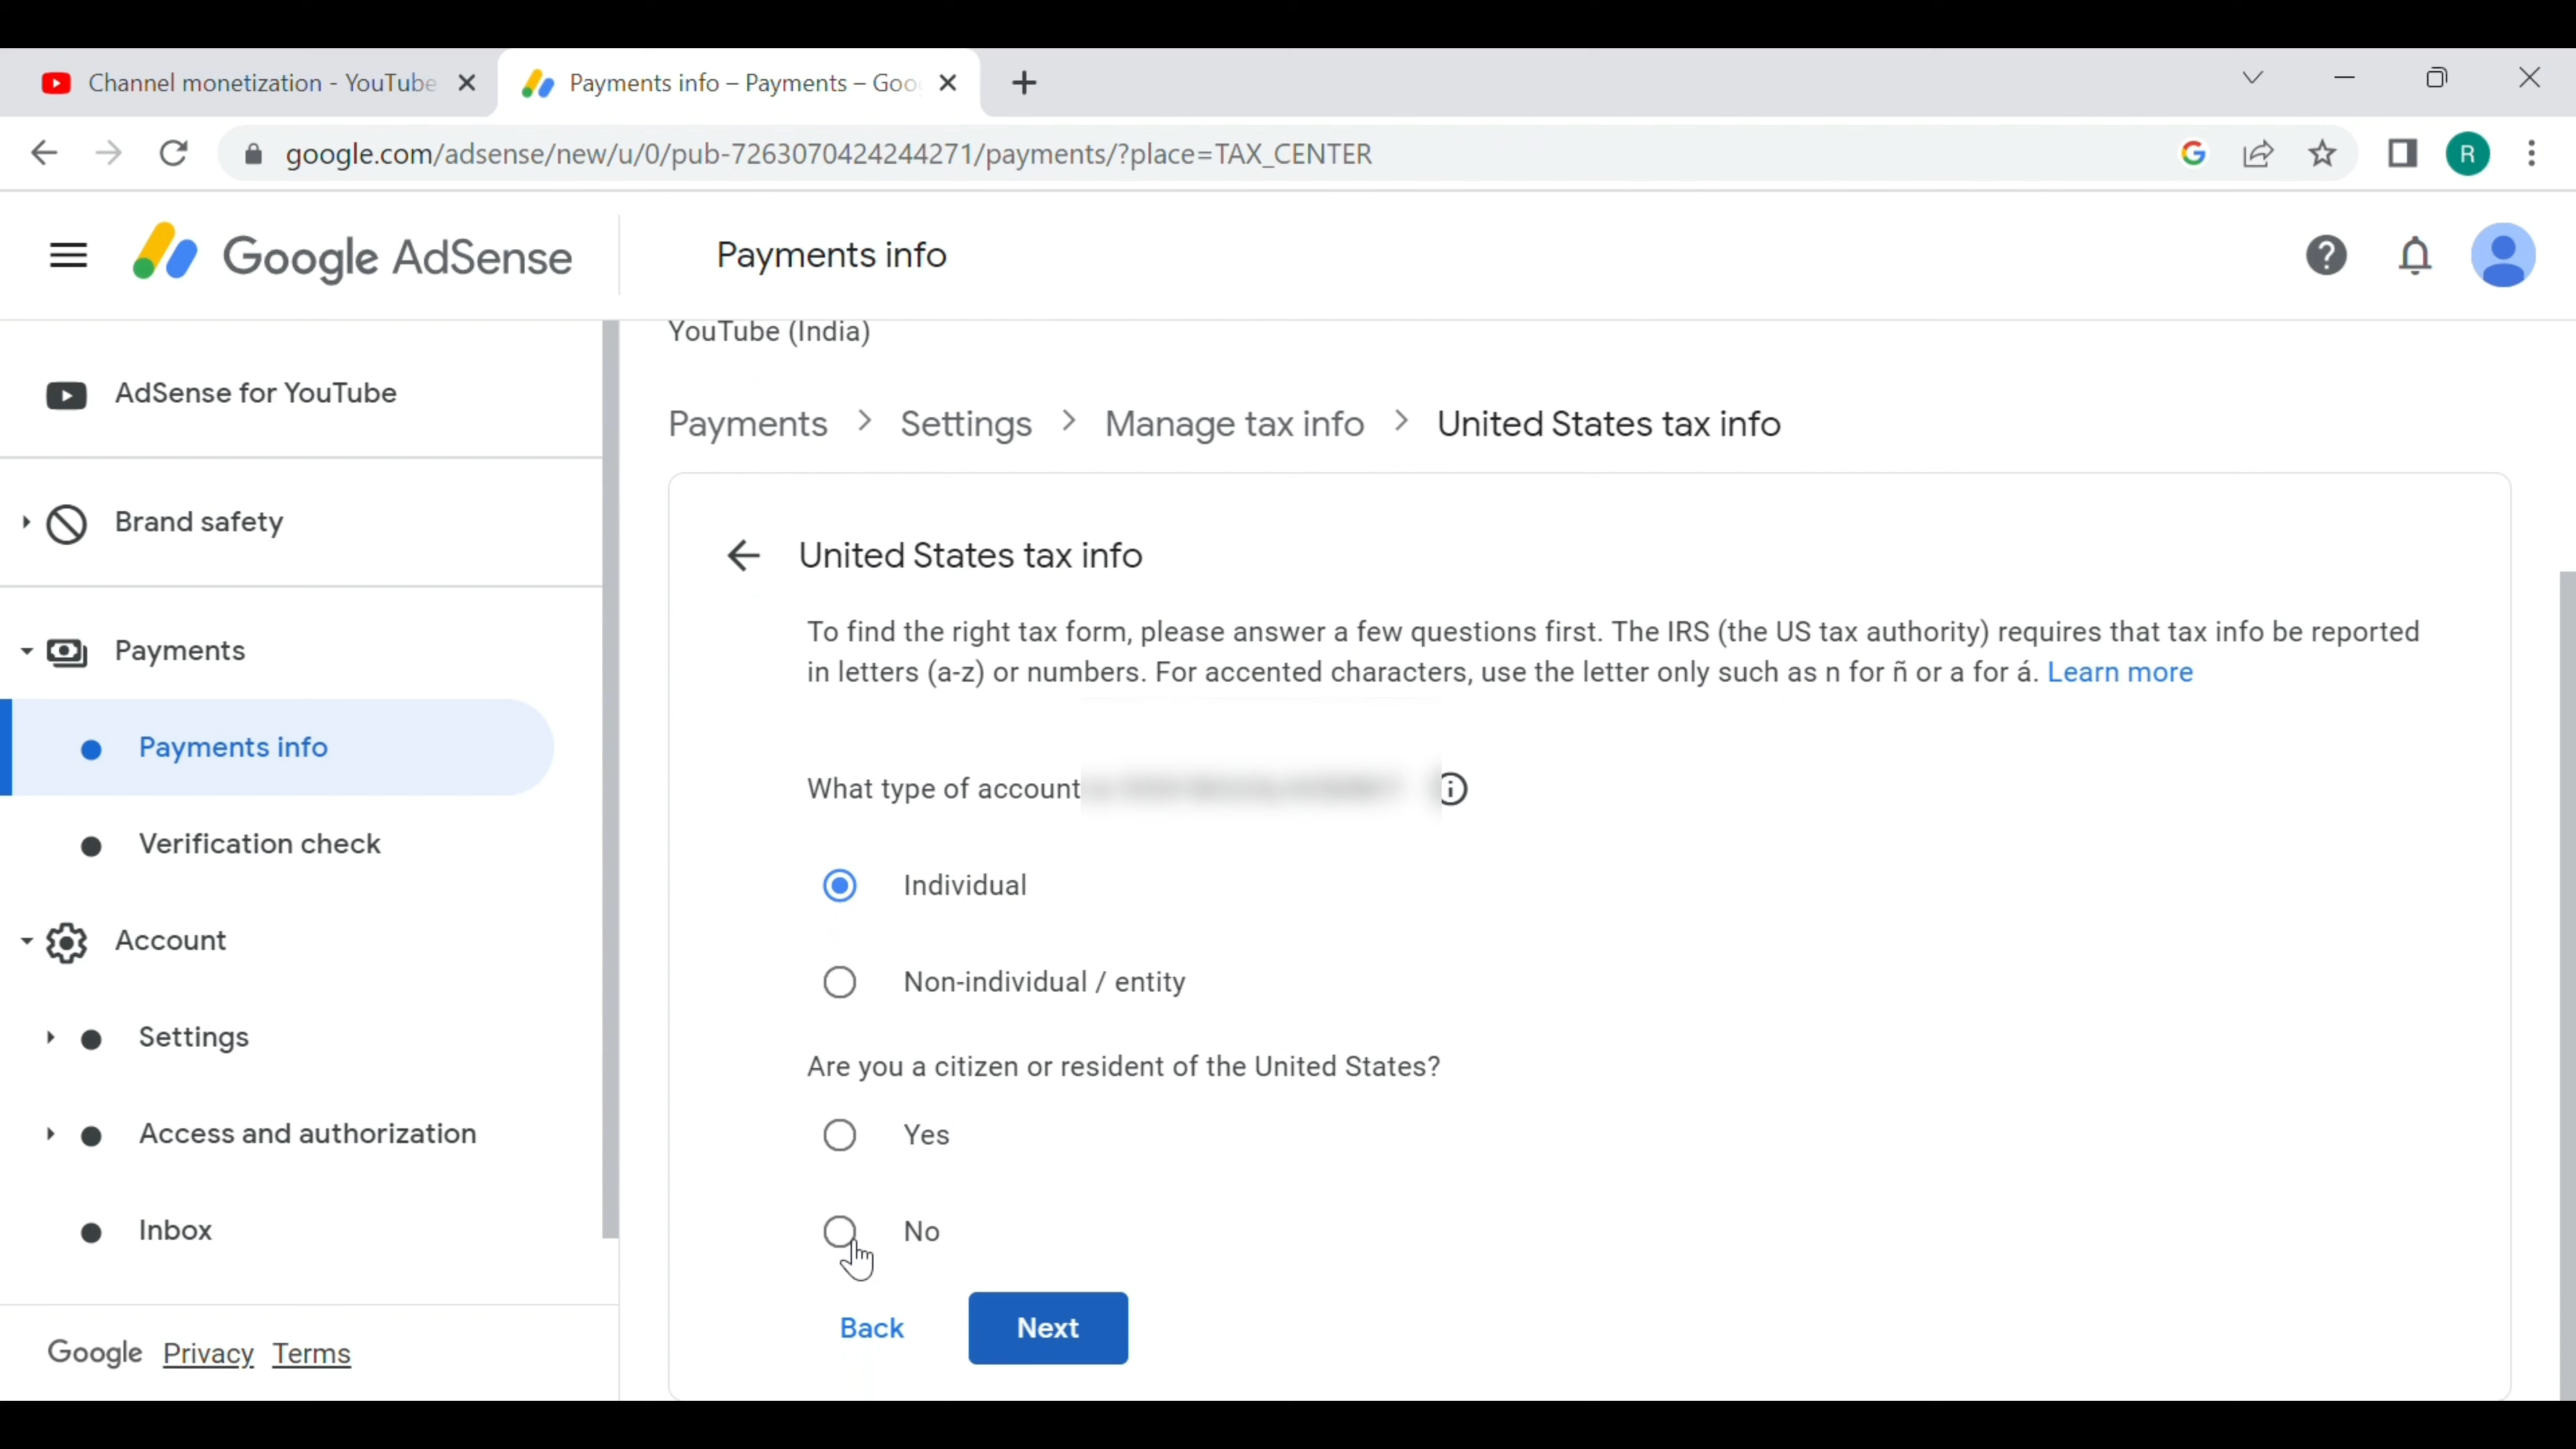 Channel monetization - YouTube
Payments info – Payments – Goo
google.com/adsense/new/u/0/pub-7263070424244271/payments/?place=TAX_CENTER
R
Google AdSense
Payments info
YouTube (India)
AdSense for YouTube
Payments > Settings > Manage tax info > United States tax info
Brand safety
United States tax info
To find the right tax form, please answer a few questions first. The IRS (the US tax authority) requires that tax info be reported
in letters (a-z) or numbers. For accented characters, use the letter only such as n for ñ or a for á. Learn more
Payments
Payments info
What type of account
Verification check
Individual
Account
Non-individual / entity
Settings
Are you a citizen or resident of the United States?
Access and authorization
Yes
Inbox
No
Back
Next
Google Privacy Terms